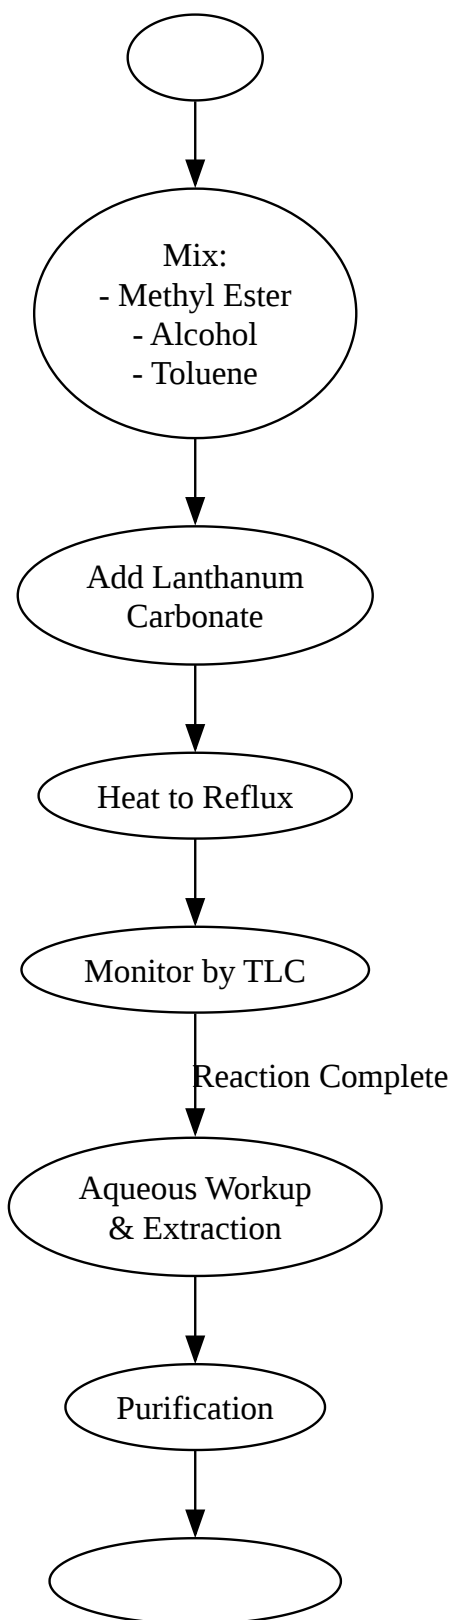 Mix:
- Methyl Ester
- Alcohol
- Toluene
Add Lanthanum
Carbonate
Heat to Reflux
Monitor by TLC
Reaction Complete
Aqueous Workup
& Extraction
Purification